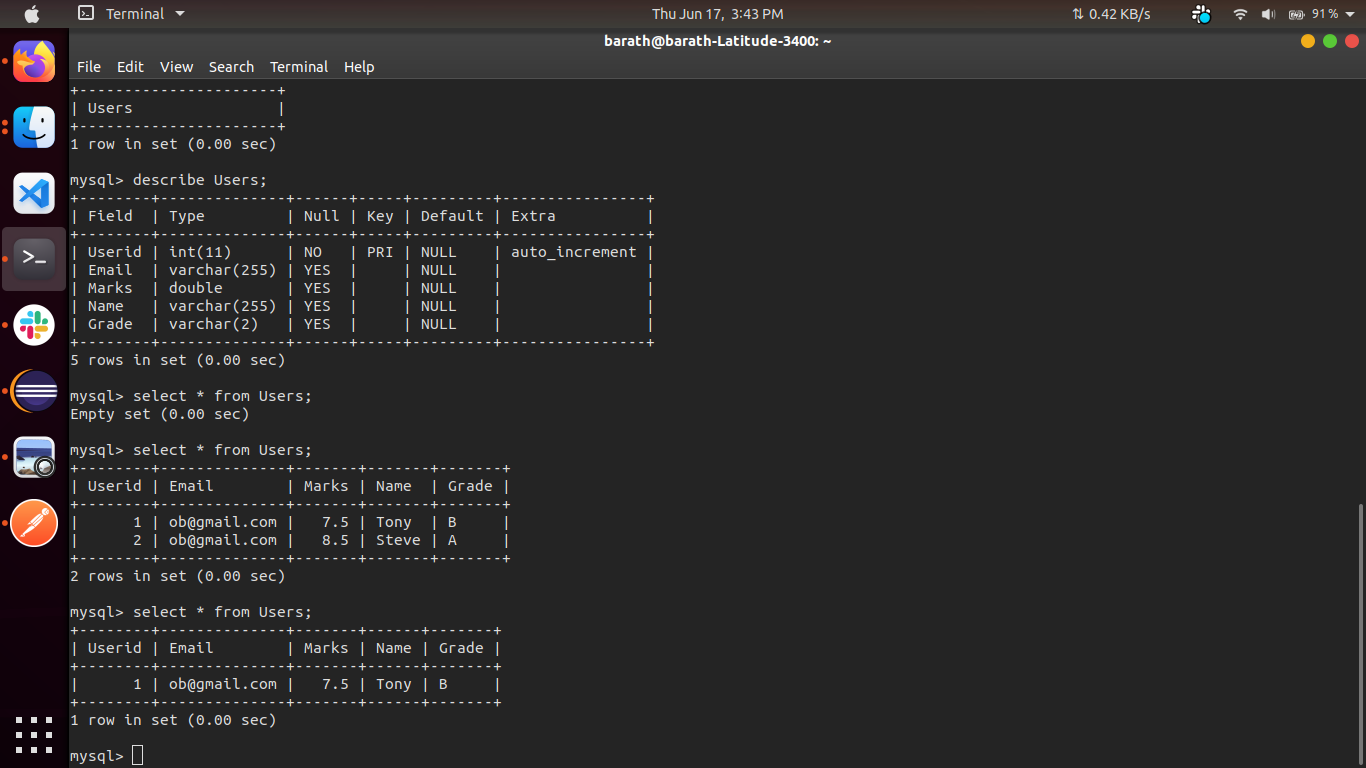 Terminal
Thu Jun 17, 3:43 PM
0.42 KB/s
91 %
barath@barath-Latitude-3400: ~
File Edit View Search Terminal Help
+----------------------+
| Users                |
+----------------------+
1 row in set (0.00 sec)

mysql> describe Users;
+--------+--------------+------+-----+---------+----------------+
| Field  | Type         | Null | Key | Default | Extra          |
+--------+--------------+------+-----+---------+----------------+
| Userid | int(11)      | NO   | PRI | NULL    | auto_increment |
| Email  | varchar(255) | YES  |     | NULL    |                |
| Marks  | double       | YES  |     | NULL    |                |
| Name   | varchar(255) | YES  |     | NULL    |                |
| Grade  | varchar(2)   | YES  |     | NULL    |                |
+--------+--------------+------+-----+---------+----------------+
5 rows in set (0.00 sec)

mysql> select * from Users;
Empty set (0.00 sec)

mysql> select * from Users;
+--------+--------------+-------+-------+-------+
| Userid | Email        | Marks | Name  | Grade |
+--------+--------------+-------+-------+-------+
|      1 | ob@gmail.com |   7.5 | Tony  | B     |
|      2 | ob@gmail.com |   8.5 | Steve | A     |
+--------+--------------+-------+-------+-------+
2 rows in set (0.00 sec)

mysql> select * from Users;
+--------+--------------+-------+------+-------+
| Userid | Email        | Marks | Name | Grade |
+--------+--------------+-------+------+-------+
|      1 | ob@gmail.com |   7.5 | Tony | B     |
+--------+--------------+-------+------+-------+
1 row in set (0.00 sec)

mysql>